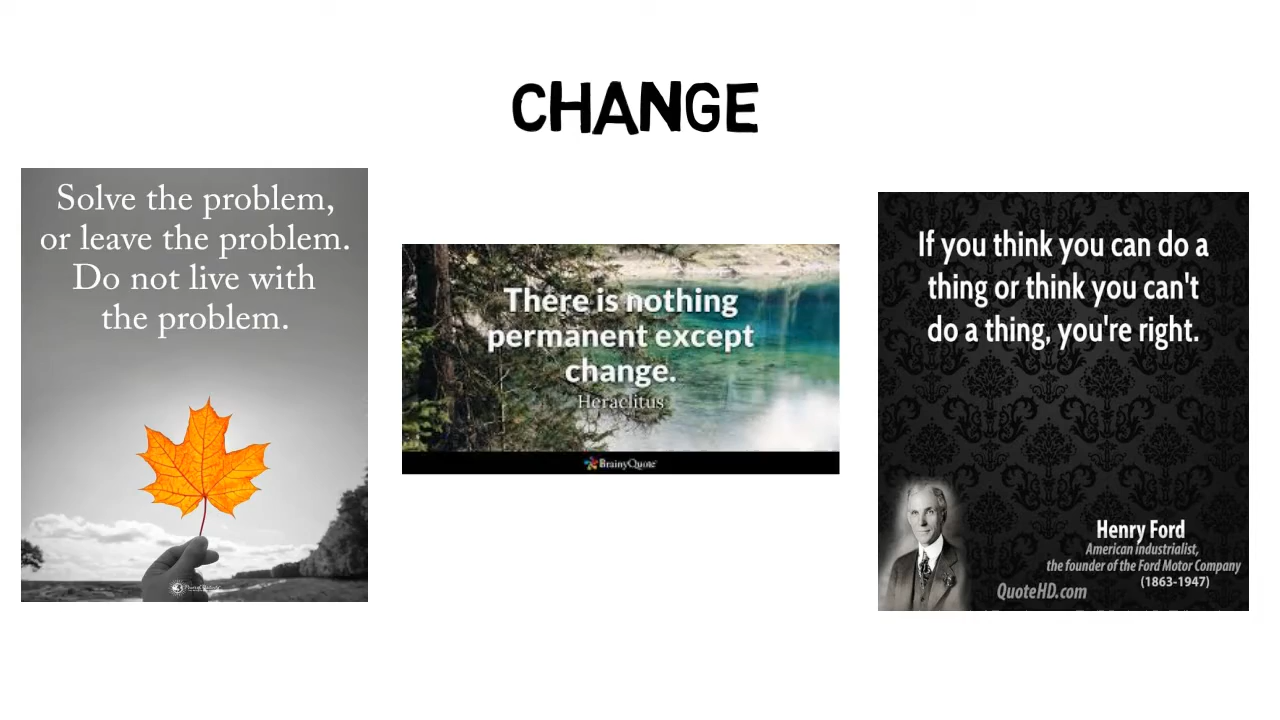 CHANGE
Solve the problem,
or leave the problem.
Do not live with
the problem.
There is nothing
permanent except
change.
Heraclitus
BrainyQuote
If you think you can do a
thing or think you can't
do a thing, you're right.
Henry Ford
American industrialist,
the founder of the Ford Motor Company
(1863-1947)
QuoteHD.com